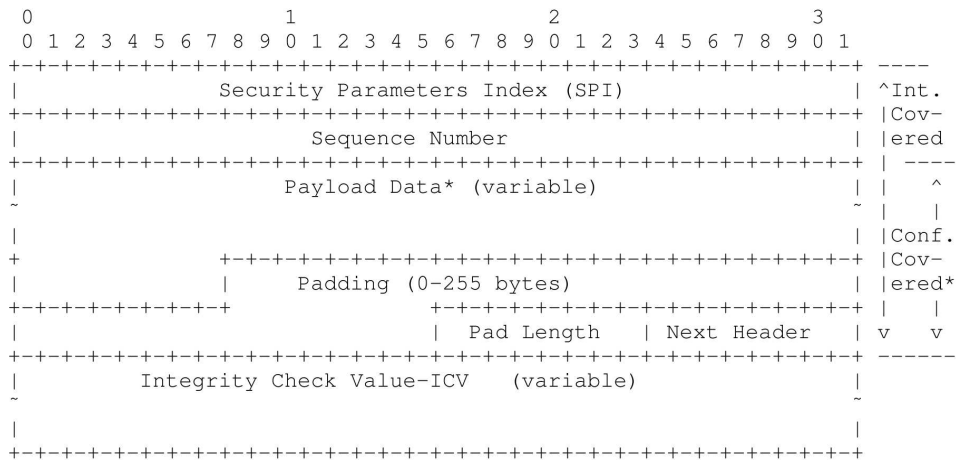 0                   1                   2                   3
 0 1 2 3 4 5 6 7 8 9 0 1 2 3 4 5 6 7 8 9 0 1 2 3 4 5 6 7 8 9 0 1
+-+-+-+-+-+-+-+-+-+-+-+-+-+-+-+-+-+-+-+-+-+-+-+-+-+-+-+-+-+-+-+-+ ----
|               Security Parameters Index (SPI)                 | ^Int.
+-+-+-+-+-+-+-+-+-+-+-+-+-+-+-+-+-+-+-+-+-+-+-+-+-+-+-+-+-+-+-+-+ |Cov-
|                      Sequence Number                          | |ered
+-+-+-+-+-+-+-+-+-+-+-+-+-+-+-+-+-+-+-+-+-+-+-+-+-+-+-+-+-+-+-+-+ | ----
|                    Payload Data* (variable)                   | |   ^
~                                                               ~ |   |
|                                                               | |Conf.
+               +-+-+-+-+-+-+-+-+-+-+-+-+-+-+-+-+-+-+-+-+-+-+-+-+ |Cov-
|               |     Padding (0-255 bytes)                     | |ered*
+-+-+-+-+-+-+-+-+               +-+-+-+-+-+-+-+-+-+-+-+-+-+-+-+-+ |   |
|                               |  Pad Length   | Next Header   | v   v
+-+-+-+-+-+-+-+-+-+-+-+-+-+-+-+-+-+-+-+-+-+-+-+-+-+-+-+-+-+-+-+-+ ------
|         Integrity Check Value-ICV   (variable)                |
~                                                               ~
|                                                               |
+-+-+-+-+-+-+-+-+-+-+-+-+-+-+-+-+-+-+-+-+-+-+-+-+-+-+-+-+-+-+-+-+